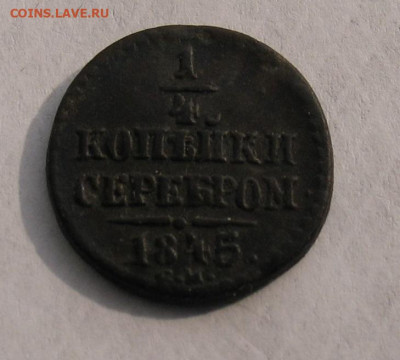 COINS.LAVE.RU
1
4.
КОПѢЙКИ
СЕРЕБРОМ
1845.
С.М.